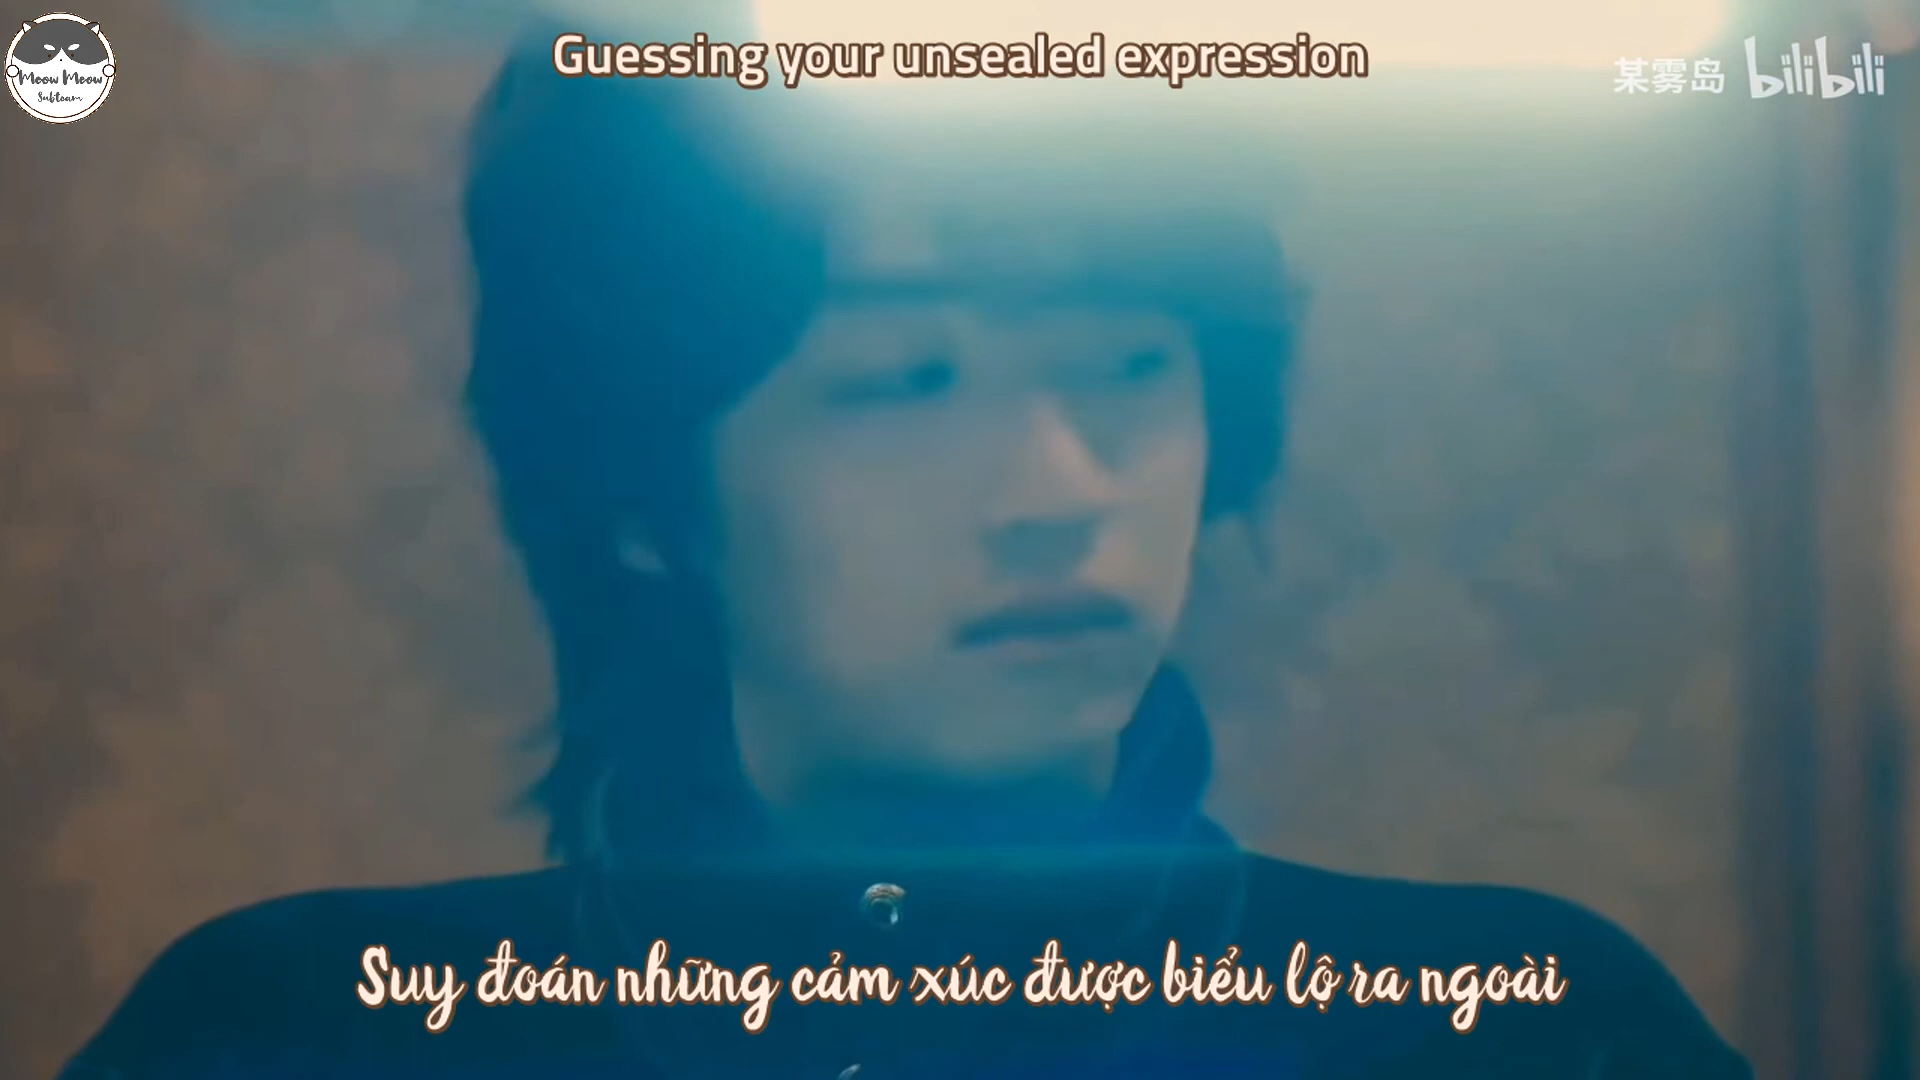 Meow Meow
Subteam
Guessing your unsealed expression
某雾岛 bilibili
Suy đoán những cảm xúc được biểu lộ ra ngoài